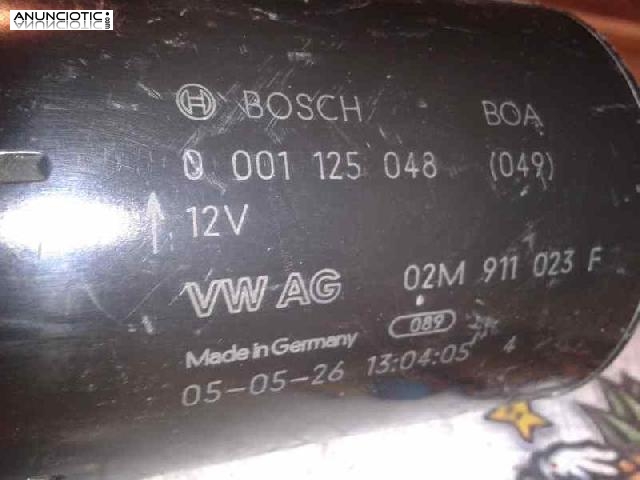 ANUNCIOTIC.com
BOSCH BOA
0 001 125 048 (049)
12V
VW AG 02M 911 023 F
089
Made in Germany
05-05-26 13:04:05 4